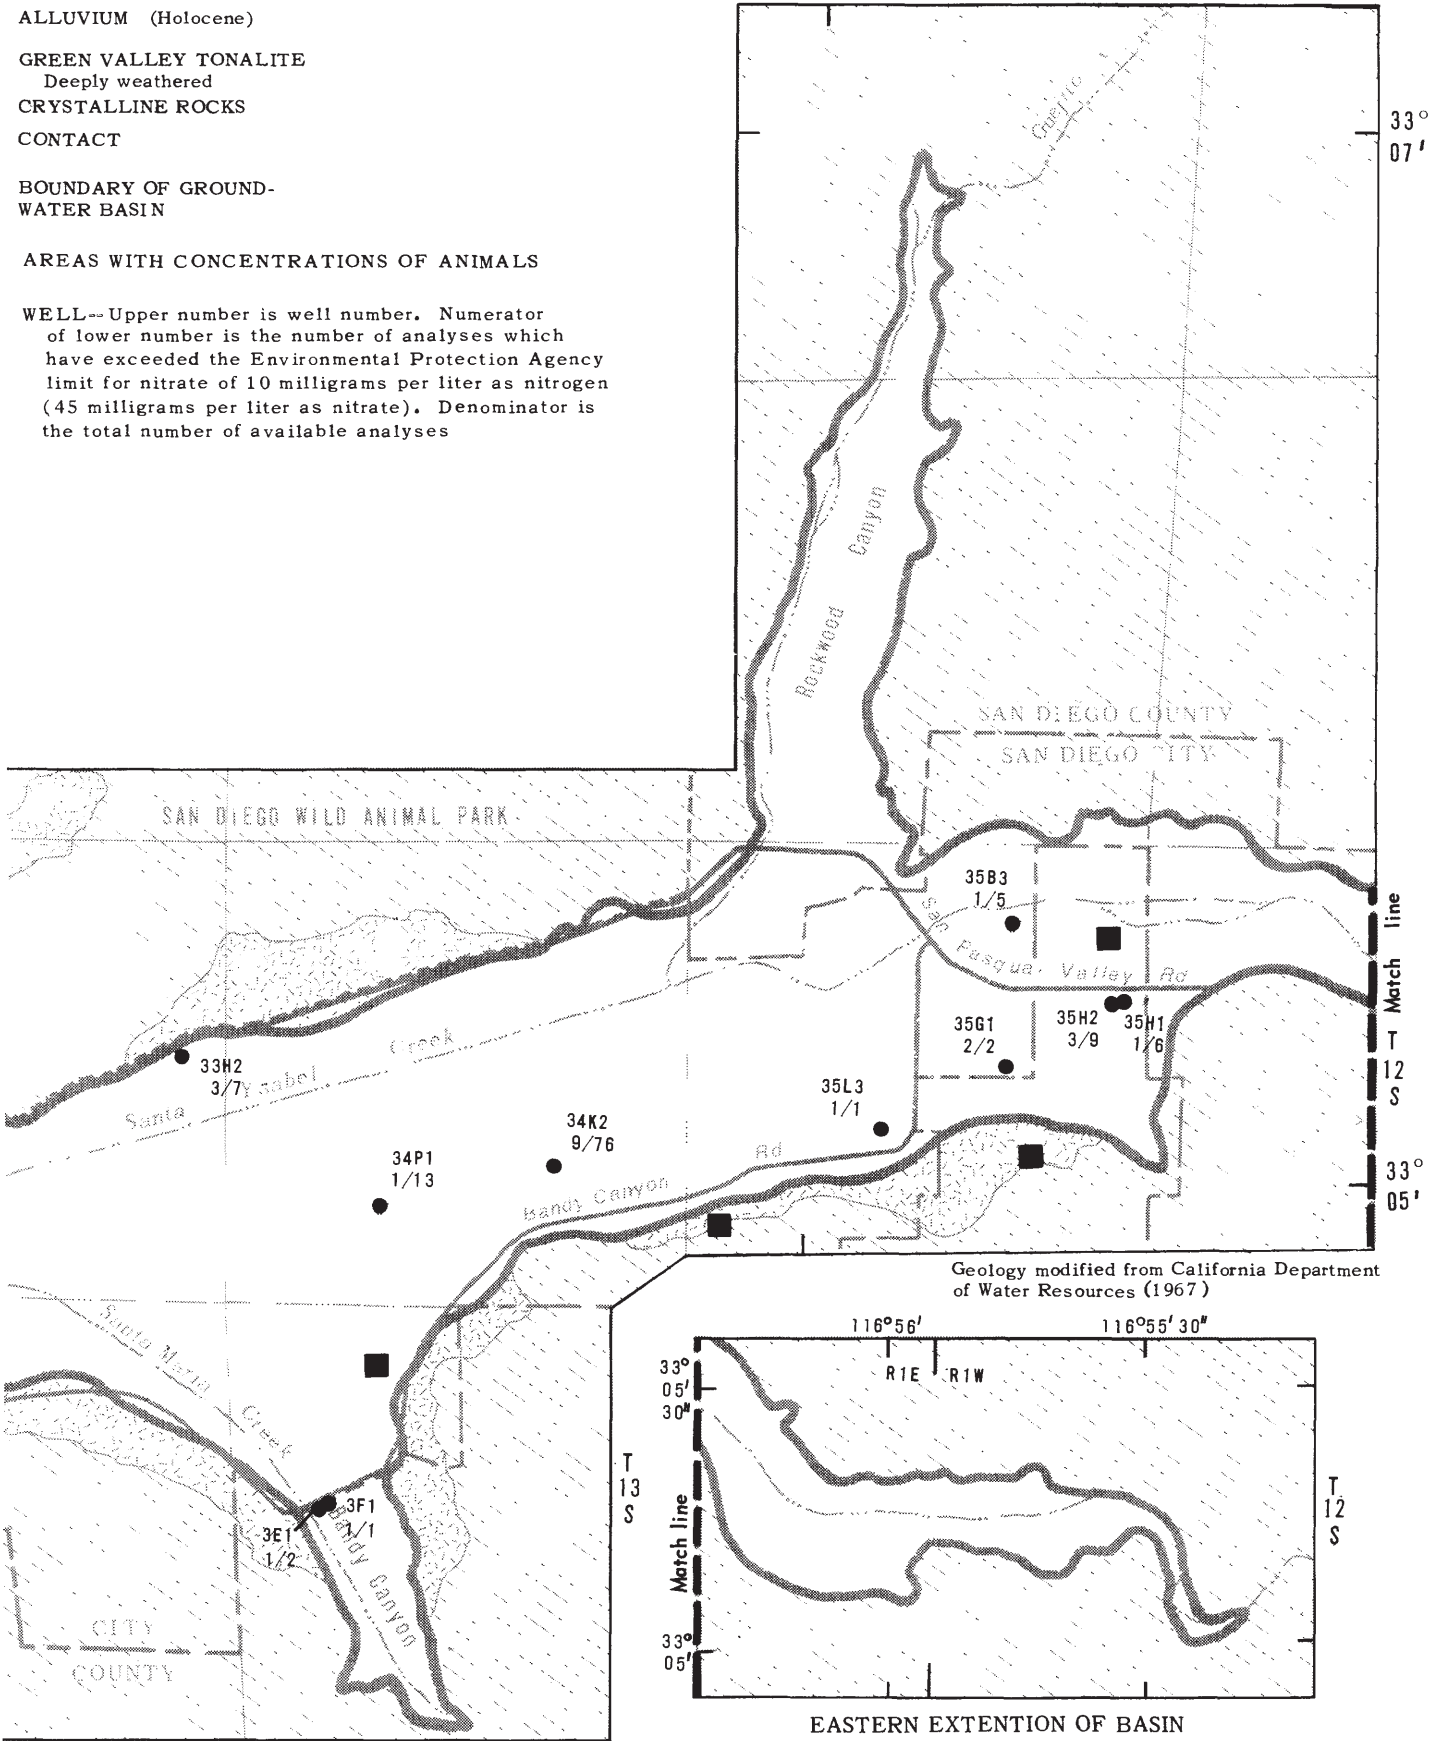 ALLUVIUM (Holocene)
GREEN VALLEY TONALITE
Deeply weathered
CRYSTALLINE ROCKS
CONTACT
BOUNDARY OF GROUND-
WATER BASIN
AREAS WITH CONCENTRATIONS OF ANIMALS
WELL--Upper number is well number. Numerator
of lower number is the number of analyses which
have exceeded the Environmental Protection Agency
limit for nitrate of 10 milligrams per liter as nitrogen
(45 milligrams per liter as nitrate). Denominator is
the total number of available analyses
33°
07'
Canyon
Rockwood
SAN DIEGO COUNTY
SAN DIEGO CITY
SAN DIEGO WILD ANIMAL PARK
35B3
1/5
San Pasqual Valley Rd
Match line
35G1
2/2
35H2
3/9
35H1
1/6
T
12
S
33H2
3/7
Santa Ysabel Creek
35L3
1/1
34K2
9/76
34P1
1/13
Bandy Canyon Rd
33°
05'
Geology modified from California Department
of Water Resources (1967)
Santa Maria Creek
T
13
S
3F1
1/1
3E1
1/2
Bandy Canyon
CITY
COUNTY
116°56'
116°55'30"
R1E
R1W
33°
05'
30"
Match line
T.
12
S
33°
05'
EASTERN EXTENTION OF BASIN